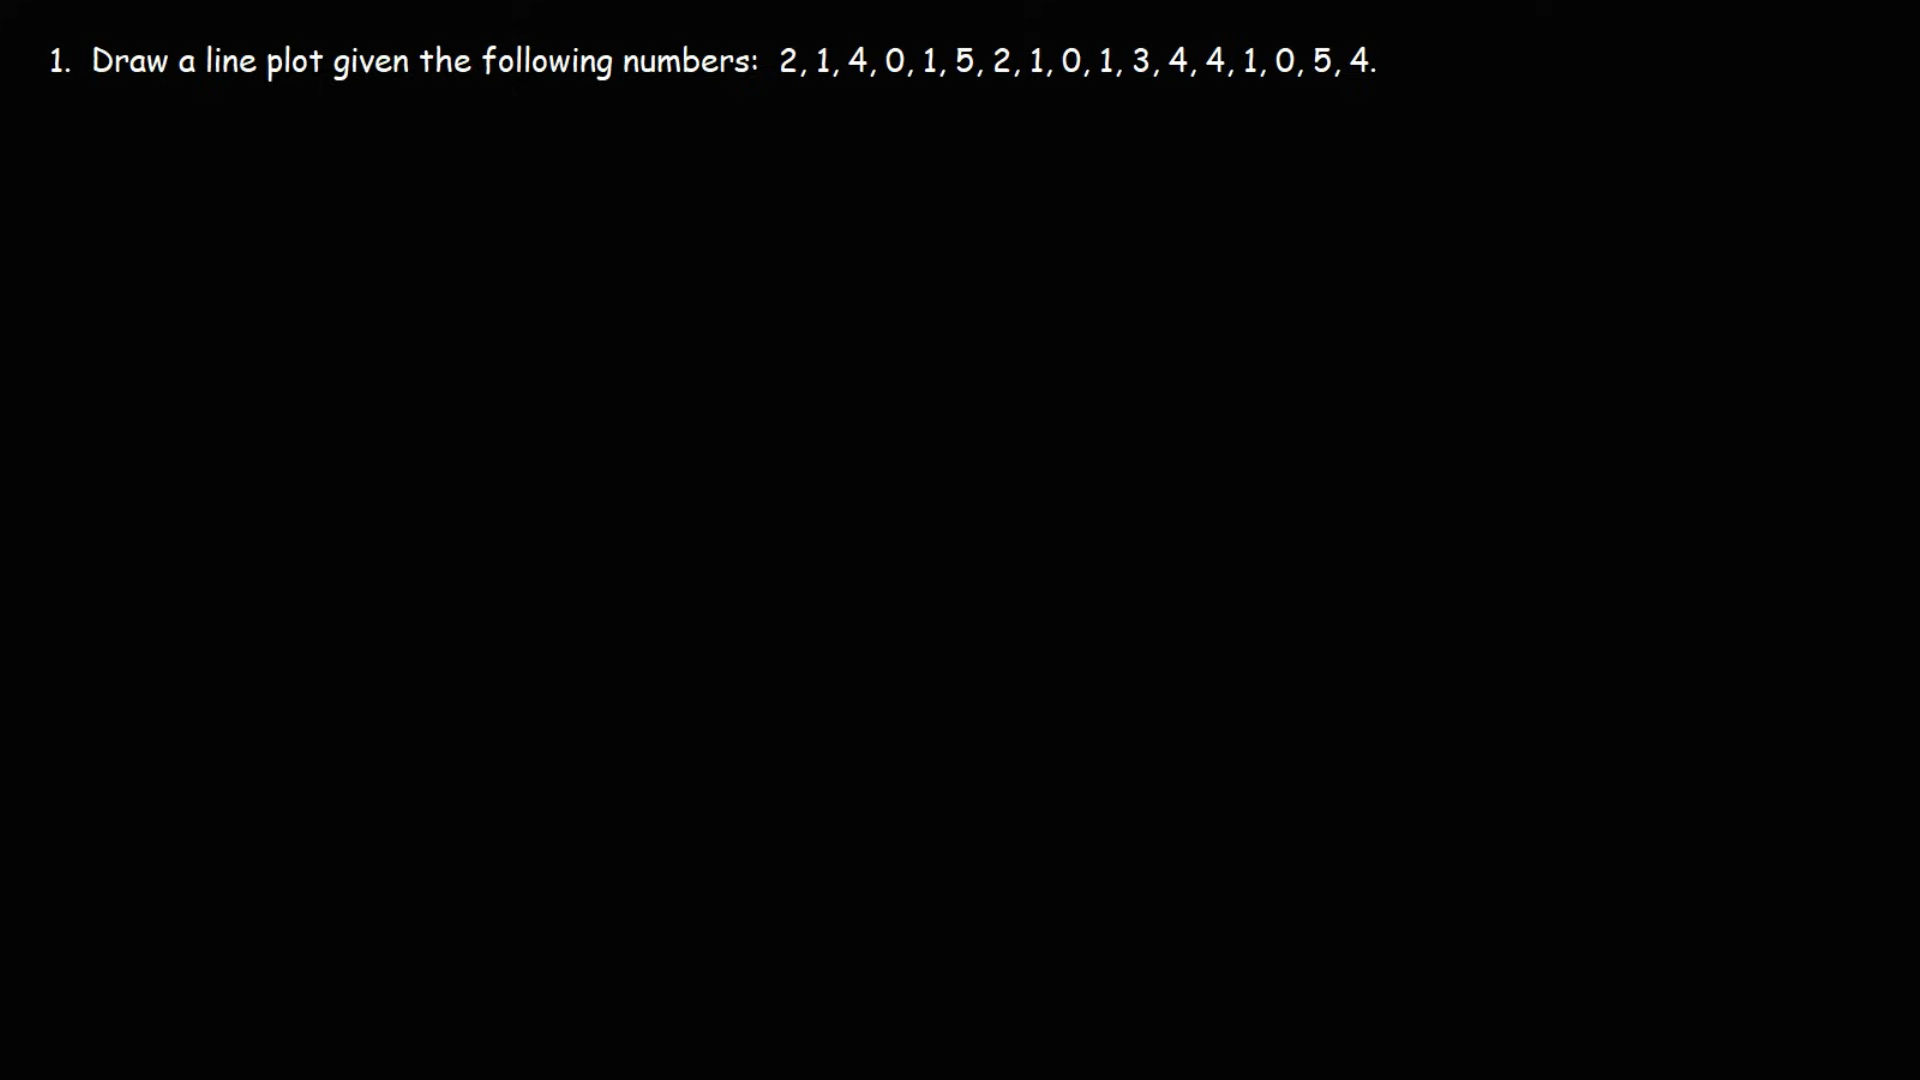 1. Draw a line plot given the following numbers: 2, 1, 4, 0, 1, 5, 2, 1, 0, 1, 3, 4, 4, 1, 0, 5, 4.